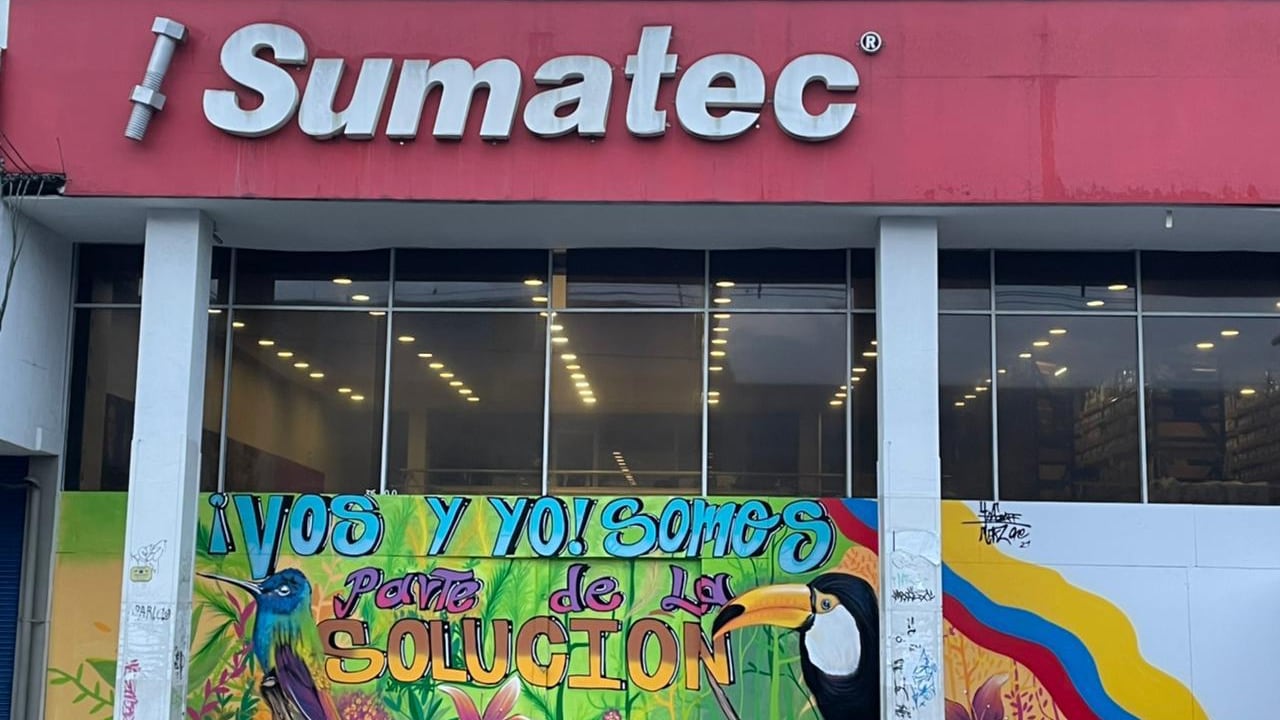 Sumatec®
¡VOS Y YO! SOMOS
Parte de La
SOLUCION